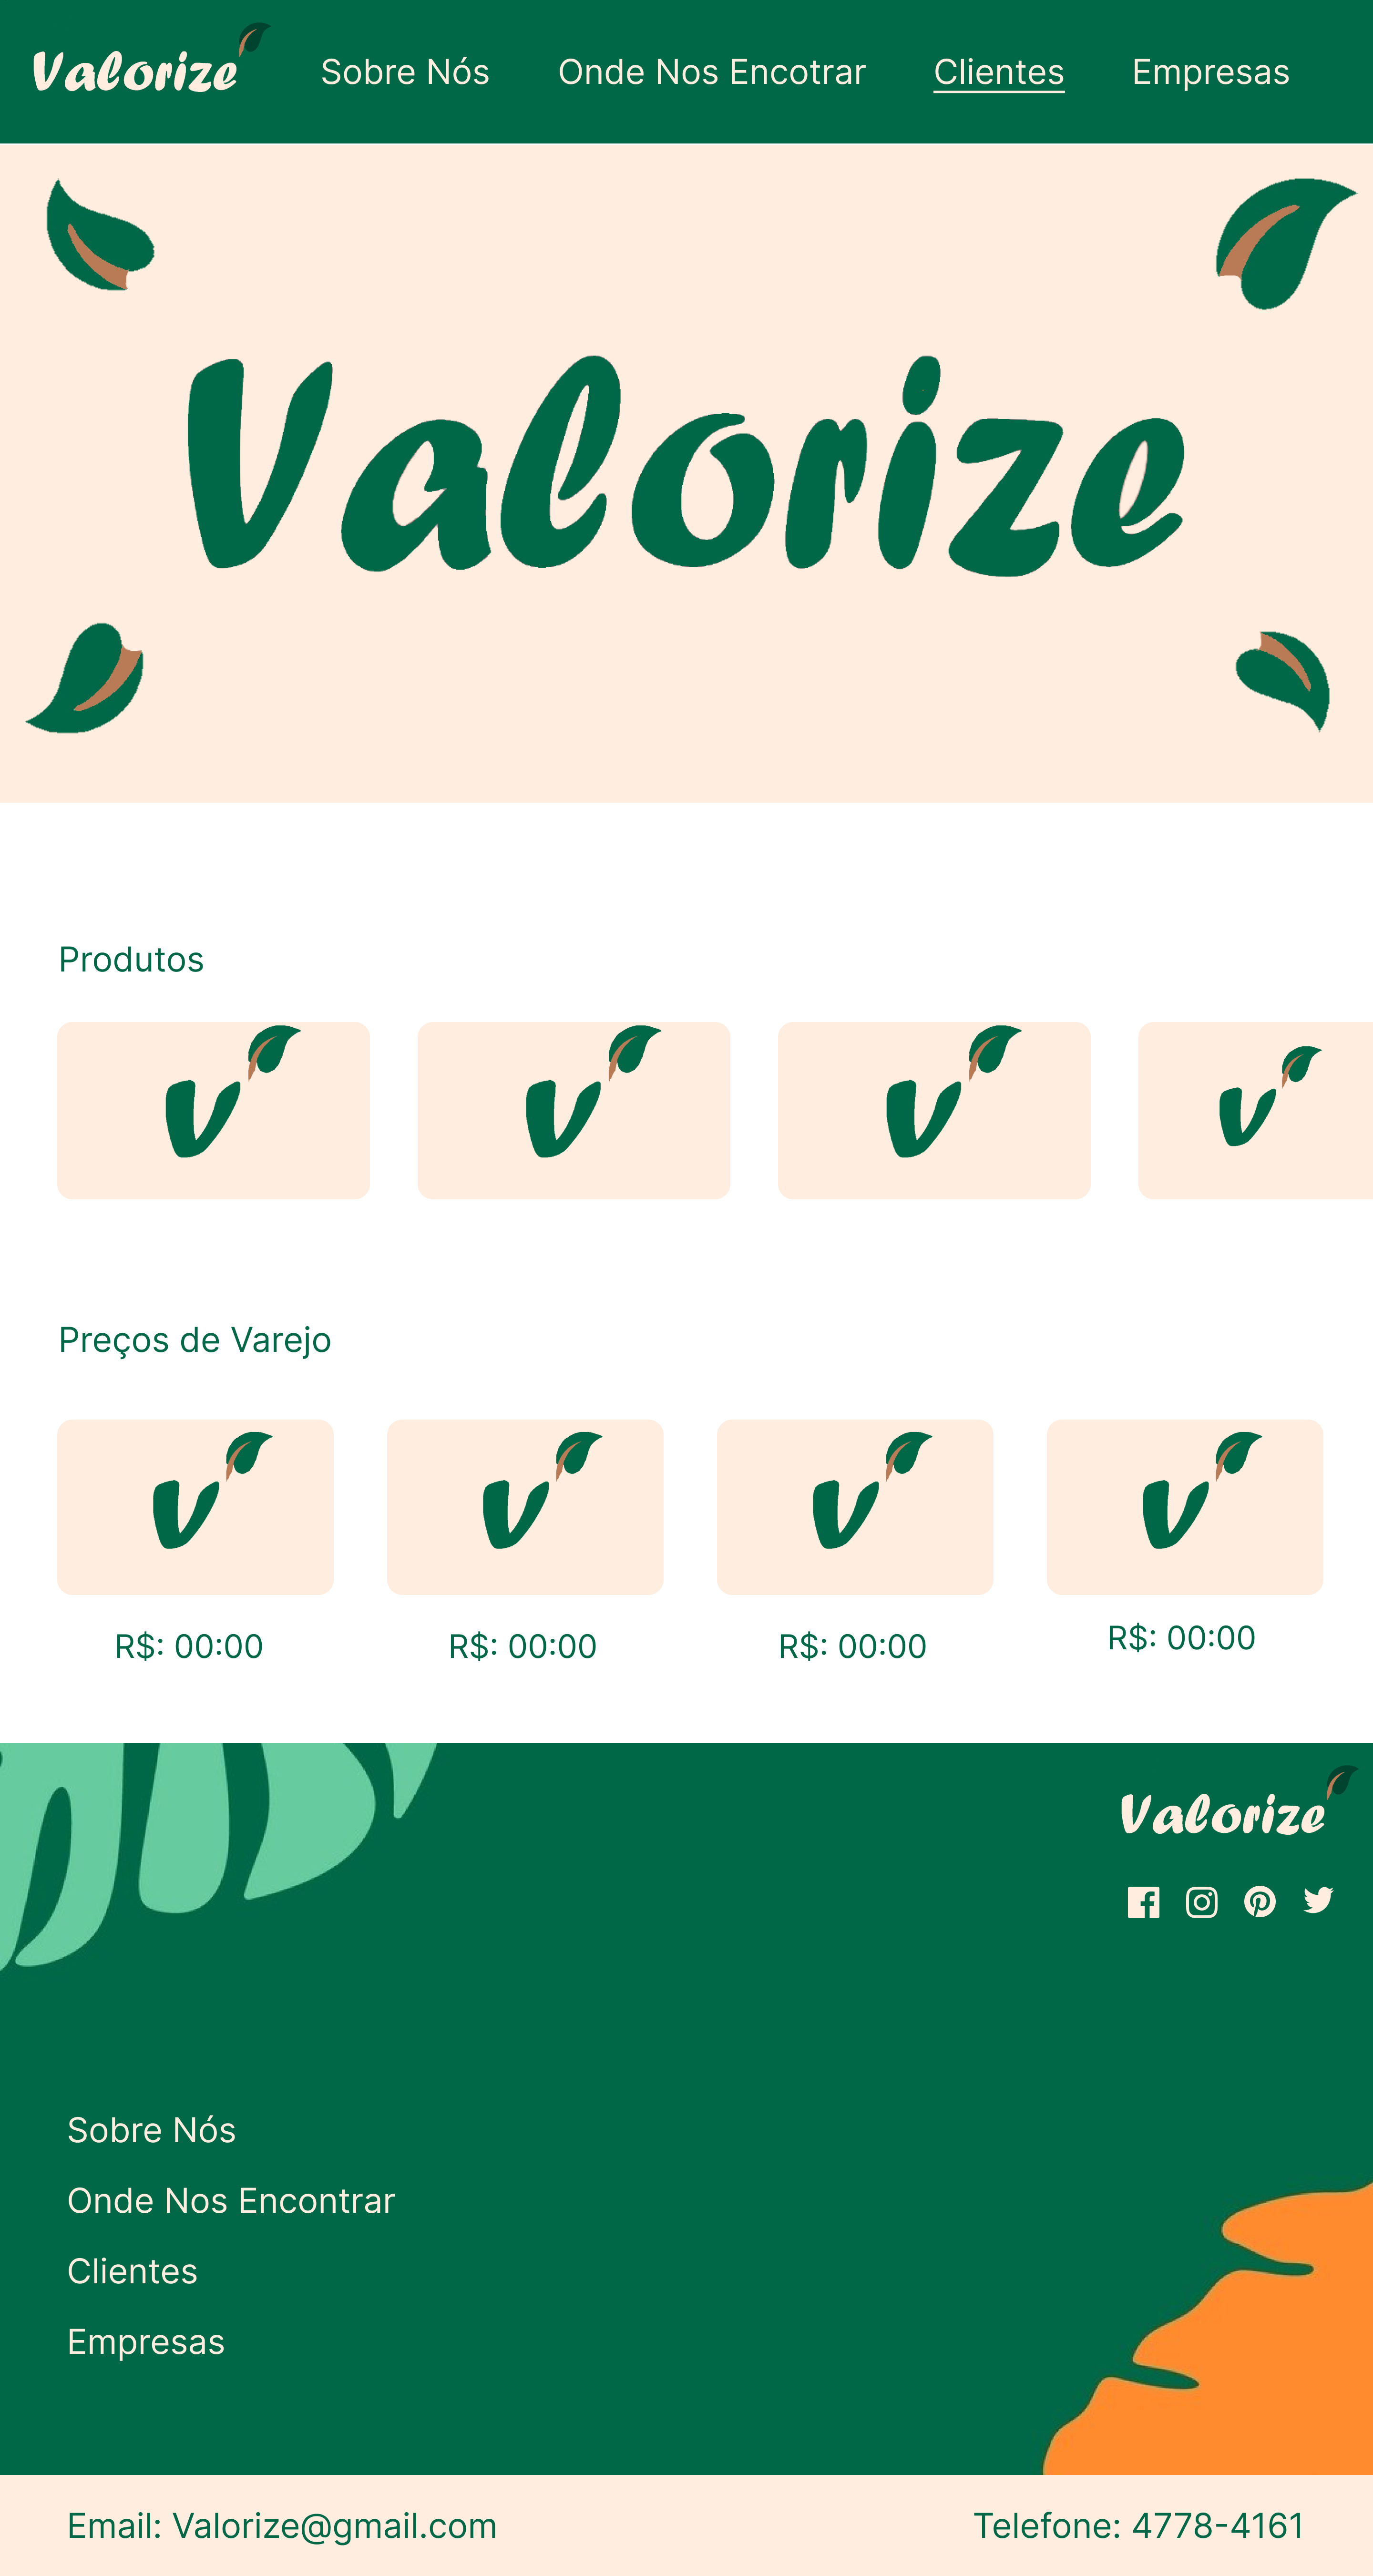 Valorize Sobre Nós Onde Nos Encotrar Clientes Empresas
Valorize
Produtos
V V V V
Preços de Varejo
V V V V
R$: 00:00 R$: 00:00 R$: 00:00 R$: 00:00
Valorize
Sobre Nós
Onde Nos Encontrar
Clientes
Empresas
Email: Valorize@gmail.com Telefone: 4778-4161